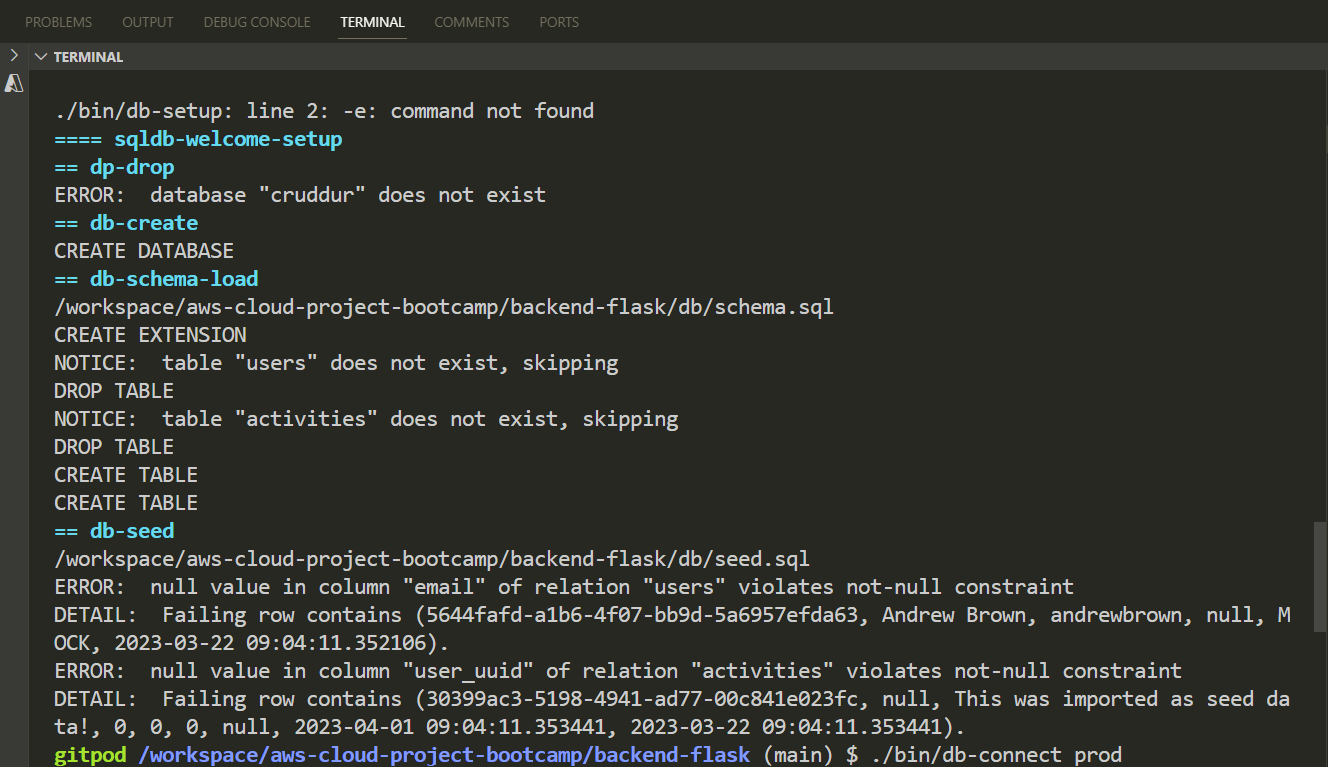 PROBLEMS OUTPUT DEBUG CONSOLE TERMINAL COMMENTS PORTS
TERMINAL
./bin/db-setup: line 2: -e: command not found
==== sqldb-welcome-setup
== dp-drop
ERROR:  database "cruddur" does not exist
== db-create
CREATE DATABASE
== db-schema-load
/workspace/aws-cloud-project-bootcamp/backend-flask/db/schema.sql
CREATE EXTENSION
NOTICE:  table "users" does not exist, skipping
DROP TABLE
NOTICE:  table "activities" does not exist, skipping
DROP TABLE
CREATE TABLE
CREATE TABLE
== db-seed
/workspace/aws-cloud-project-bootcamp/backend-flask/db/seed.sql
ERROR:  null value in column "email" of relation "users" violates not-null constraint
DETAIL:  Failing row contains (5644fafd-a1b6-4f07-bb9d-5a6957efda63, Andrew Brown, andrewbrown, null, M
OCK, 2023-03-22 09:04:11.352106).
ERROR:  null value in column "user_uuid" of relation "activities" violates not-null constraint
DETAIL:  Failing row contains (30399ac3-5198-4941-ad77-00c841e023fc, null, This was imported as seed da
ta!, 0, 0, 0, null, 2023-04-01 09:04:11.353441, 2023-03-22 09:04:11.353441).
gitpod /workspace/aws-cloud-project-bootcamp/backend-flask (main) $ ./bin/db-connect prod